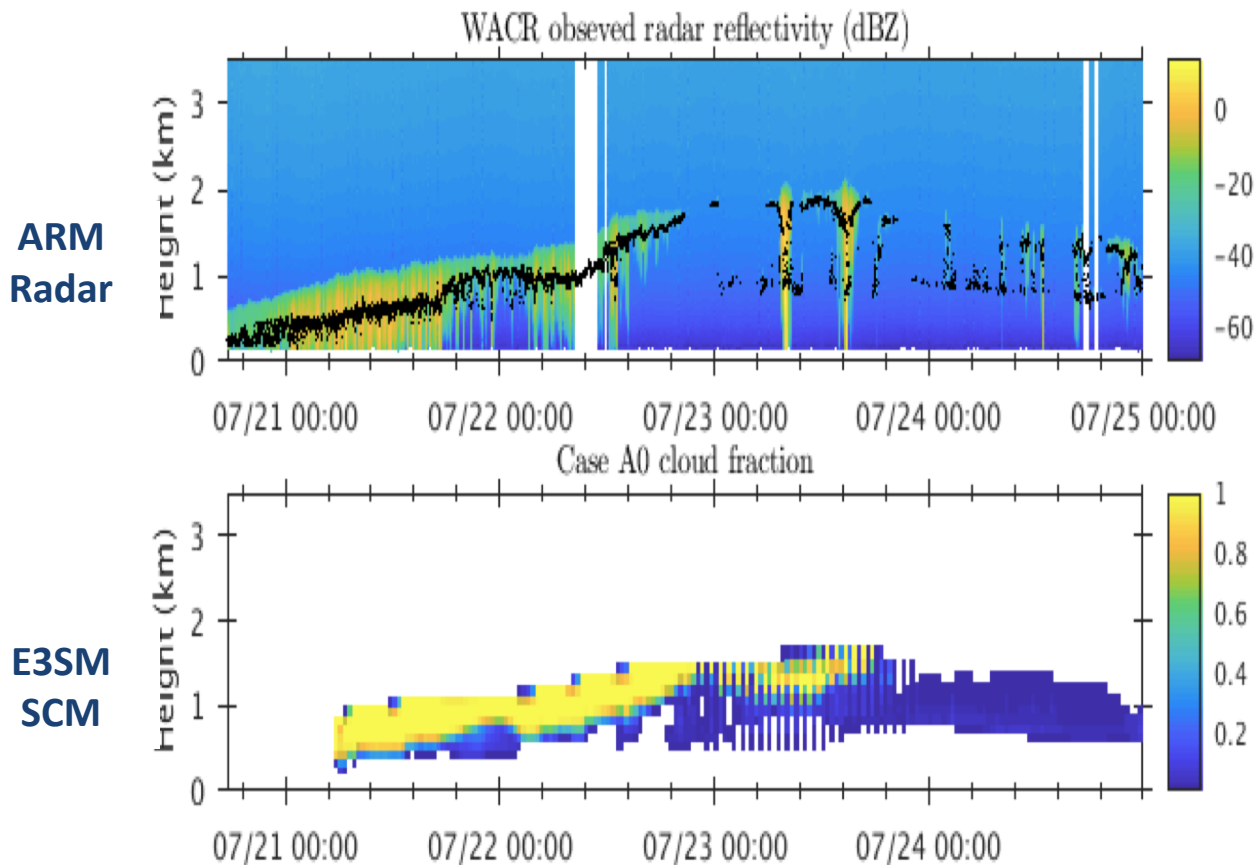 WACR obseved radar reflectivity (dBZ)
ARM
Radar
Height (km)
3
2
1
0
0
−20
−40
−60
07/21 00:00 07/22 00:00 07/23 00:00 07/24 00:00 07/25 00:00
Case A0 cloud fraction
E3SM
SCM
Height (km)
3
2
1
0
1
0.8
0.6
0.4
0.2
07/21 00:00 07/22 00:00 07/23 00:00 07/24 00:00